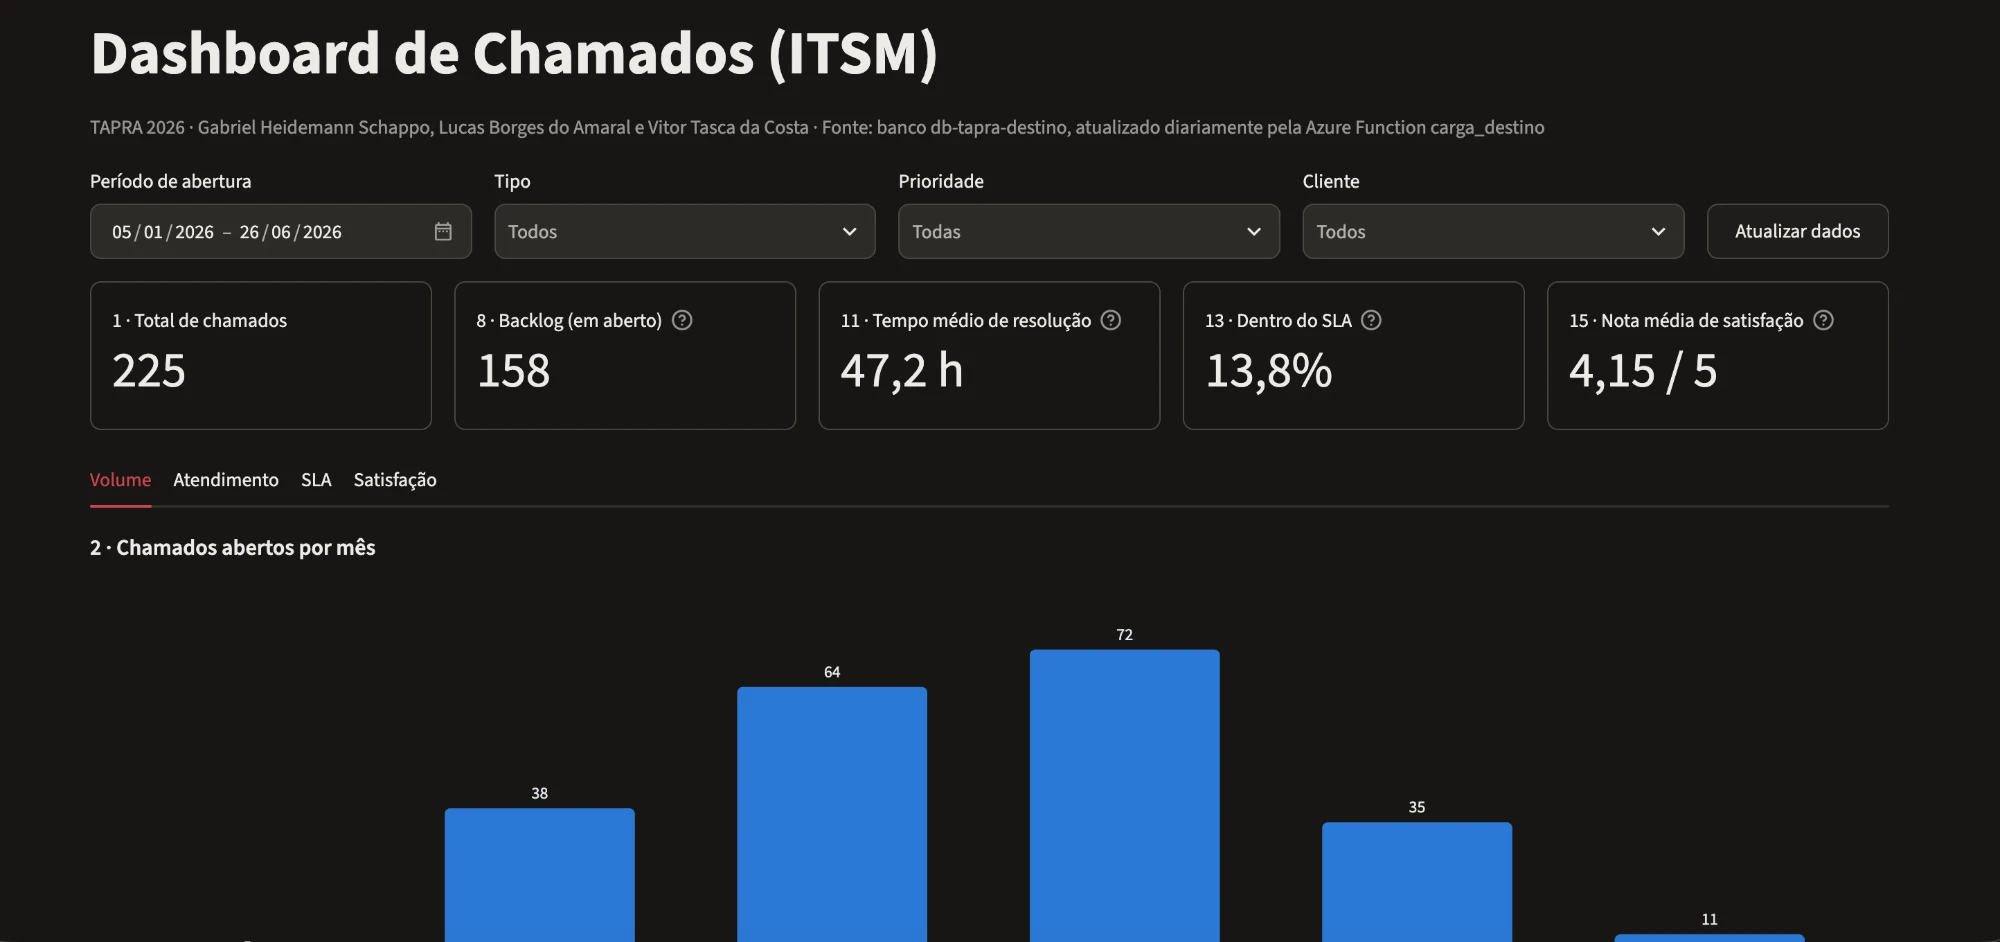 Dashboard de Chamados (ITSM)
TAPRA 2026 · Gabriel Heidemann Schappo, Lucas Borges do Amaral e Vitor Tasca da Costa · Fonte: banco db-tapra-destino, atualizado diariamente pela Azure Function carga_destino
Período de abertura
05/01/2026 – 26/06/2026
Tipo
Todos
Prioridade
Todas
Cliente
Todos
Atualizar dados
1 · Total de chamados
225
8 · Backlog (em aberto)
158
11 · Tempo médio de resolução
47,2 h
13 · Dentro do SLA
13,8%
15 · Nota média de satisfação
4,15 / 5
Volume Atendimento SLA Satisfação
2 · Chamados abertos por mês
38
64
72
35
11